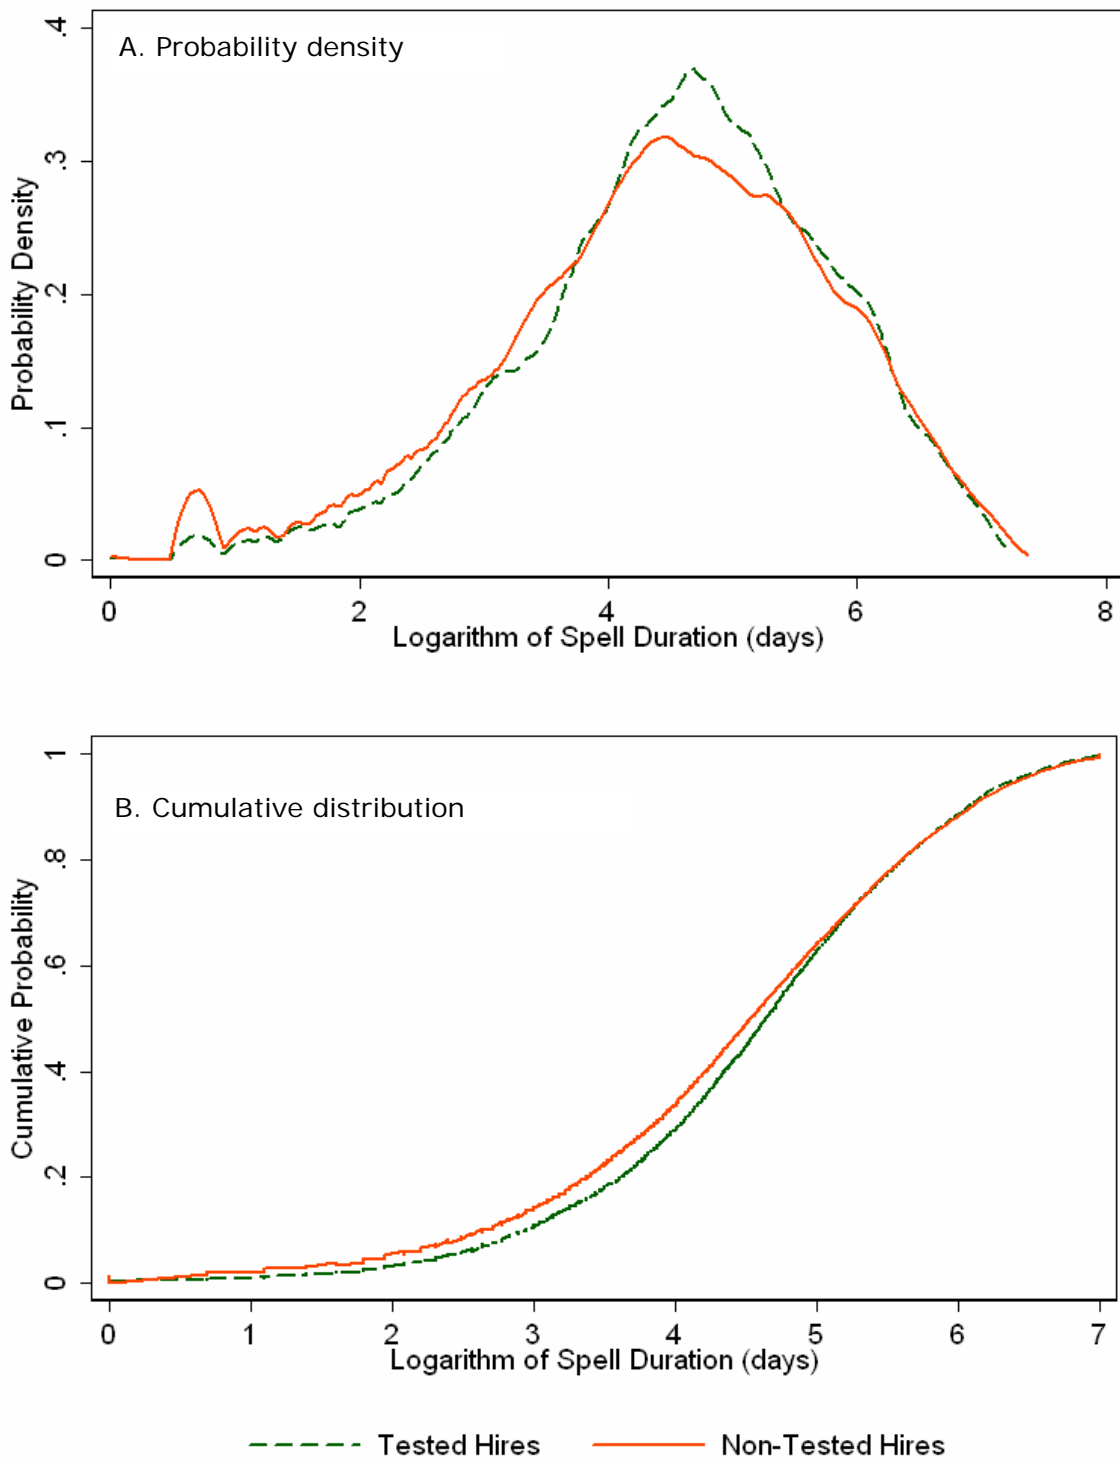 A. Probability density
Probability Density
.4
.3
.2
.1
0
0 2 4 6 8
Logarithm of Spell Duration (days)
B. Cumulative distribution
Cumulative Probability
1
.8
.6
.4
.2
0
0 1 2 3 4 5 6 7
Logarithm of Spell Duration (days)
Tested Hires Non-Tested Hires